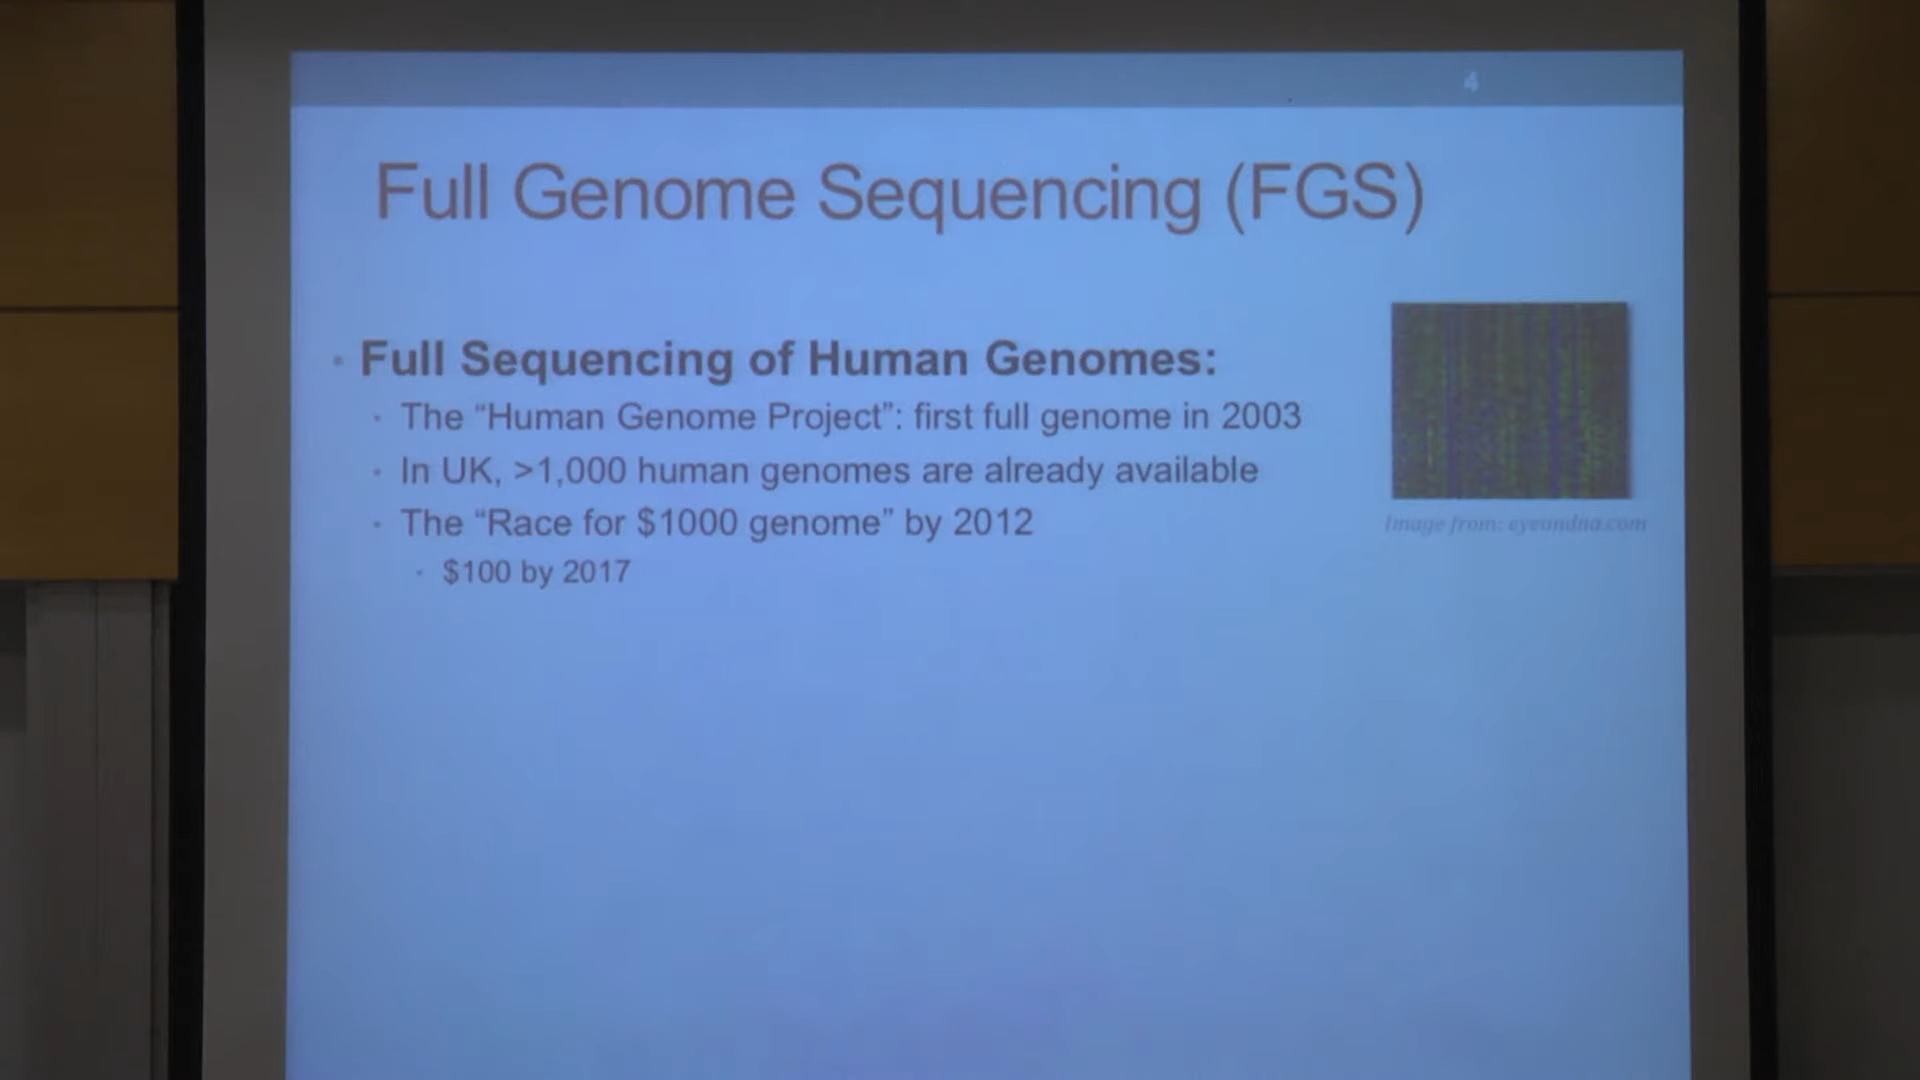 4
Full Genome Sequencing (FGS)
Full Sequencing of Human Genomes:
The “Human Genome Project”: first full genome in 2003
In UK, >1,000 human genomes are already available
The “Race for $1000 genome” by 2012
$100 by 2017
Image from: eyeondna.com